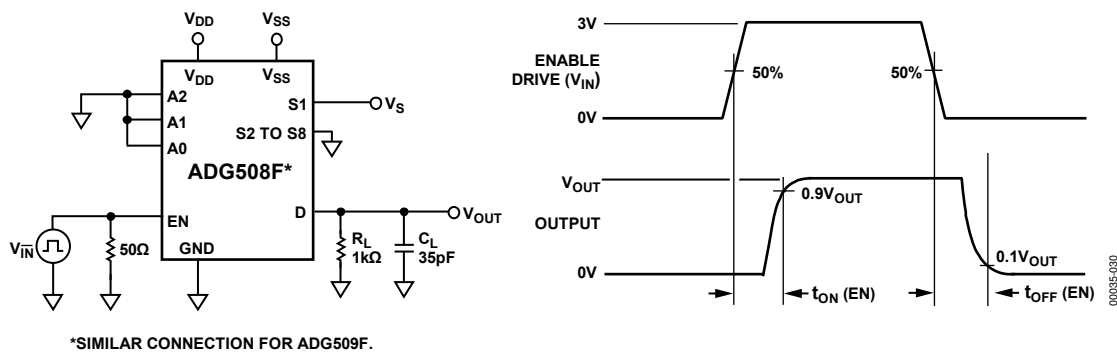 VDD
VSS
VDD
VSS
A2
A1
A0
S1
VS
S2 TO S8
ADG508F*
EN
D
VOUT
VIN
50Ω
GND
RL
1kΩ
CL
35pF
*SIMILAR CONNECTION FOR ADG509F.
3V
ENABLE
DRIVE (VIN)
50%
50%
0V
VOUT
0.9VOUT
OUTPUT
0V
0.1VOUT
tON (EN)
tOFF (EN)
00035-030